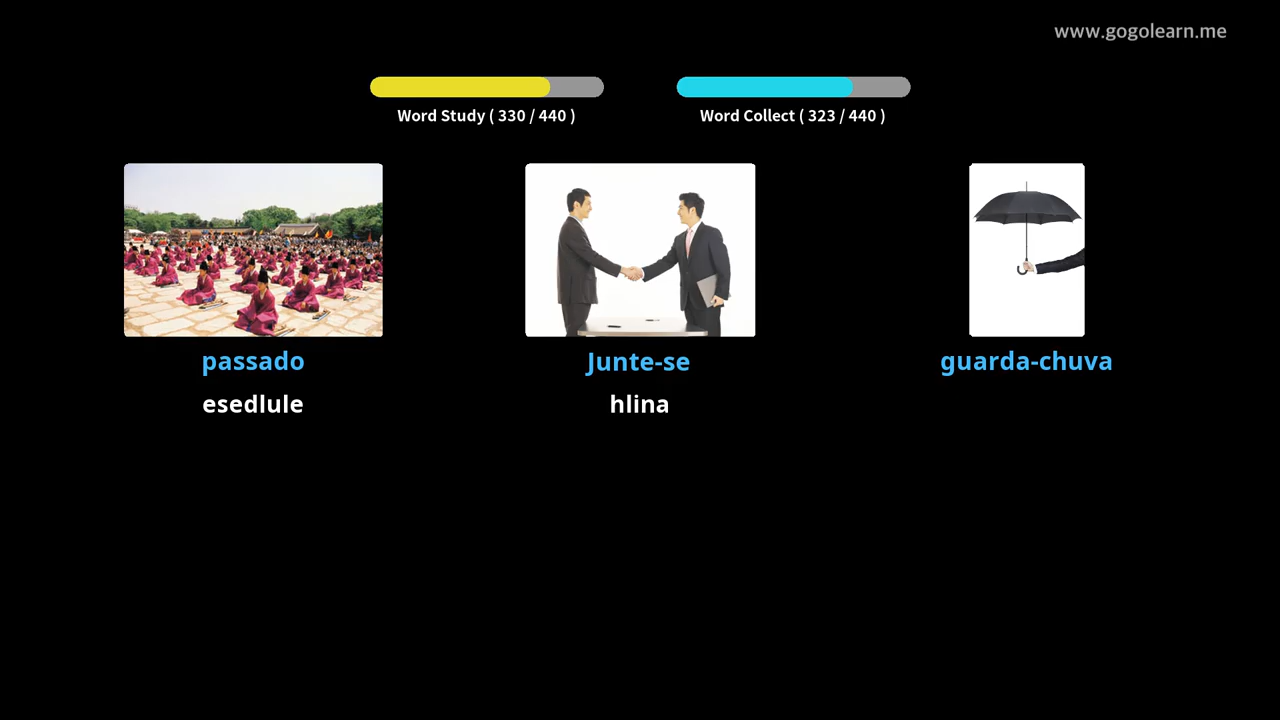 www.gogolearn.me
Word Study ( 330 / 440 )
Word Collect ( 323 / 440 )
passado
Junte-se
guarda-chuva
esedlule
hlina